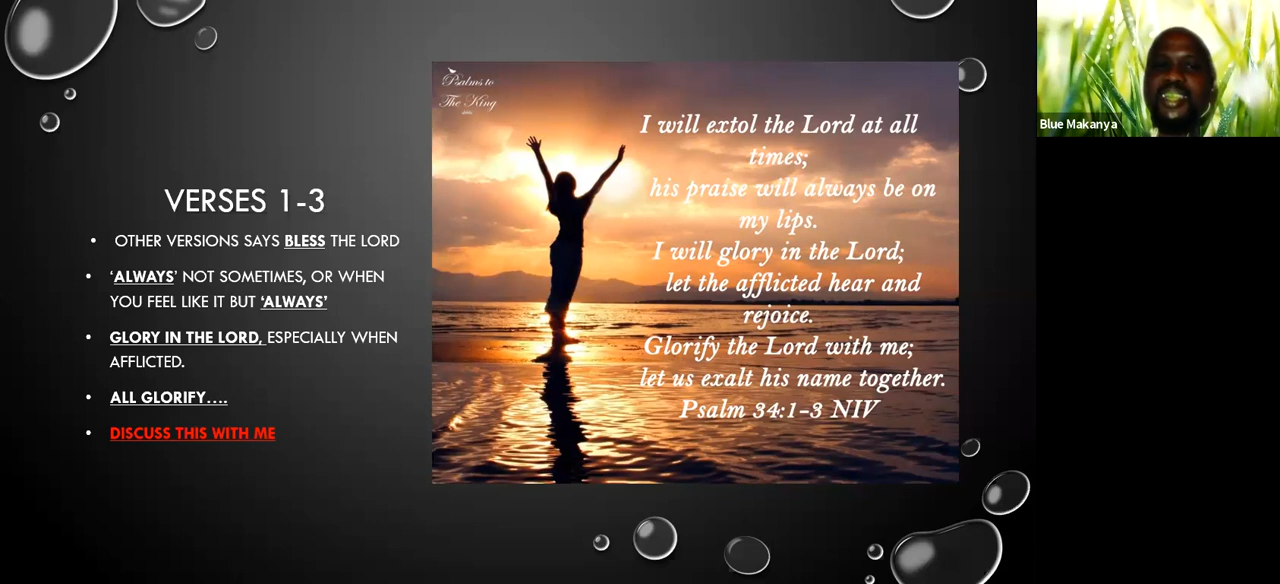 VERSES 1-3
• OTHER VERSIONS SAYS BLESS THE LORD
• ‘ALWAYS’ NOT SOMETIMES, OR WHEN
YOU FEEL LIKE IT BUT ‘ALWAYS’
• GLORY IN THE LORD, ESPECIALLY WHEN
AFFLICTED.
• ALL GLORIFY….
• DISCUSS THIS WITH ME
Psalms to
The King
I will extol the Lord at all
times;
his praise will always be on
my lips.
I will glory in the Lord;
let the afflicted hear and
rejoice.
Glorify the Lord with me;
let us exalt his name together.
Psalm 34:1-3 NIV
Blue Makanya